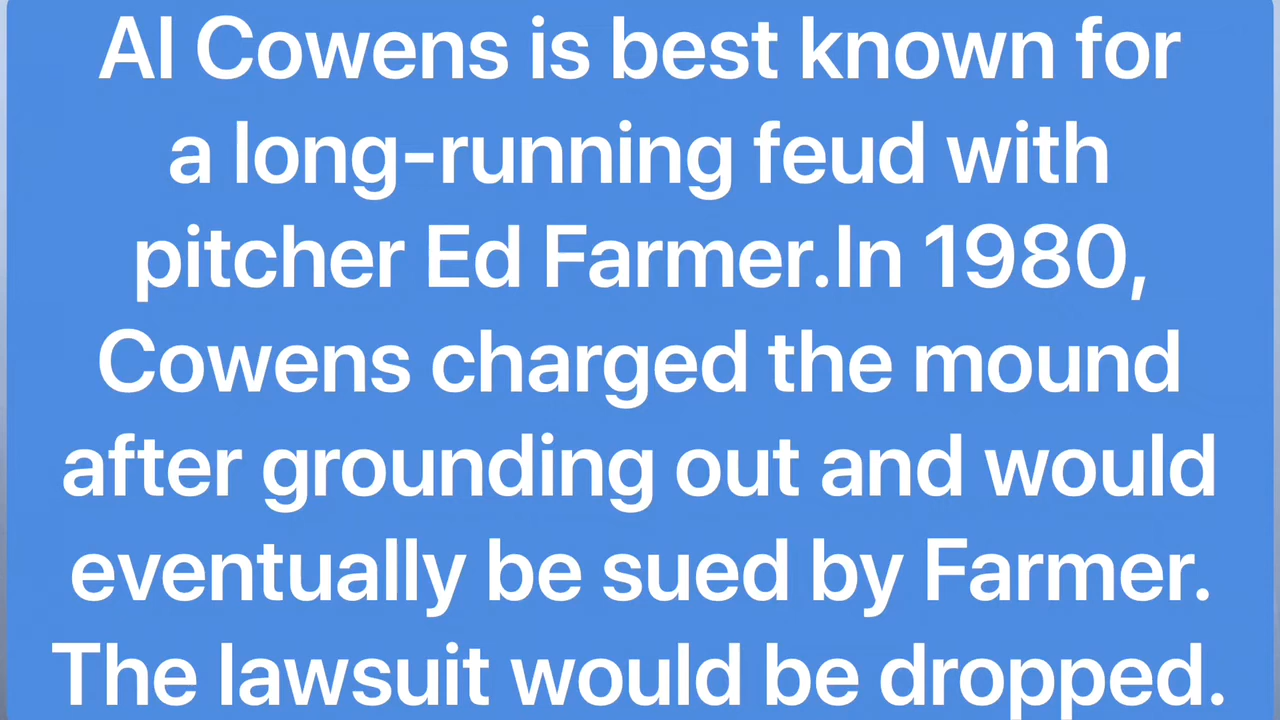 Al Cowens is best known for
a long-running feud with
pitcher Ed Farmer.In 1980,
Cowens charged the mound
after grounding out and would
eventually be sued by Farmer.
The lawsuit would be dropped.